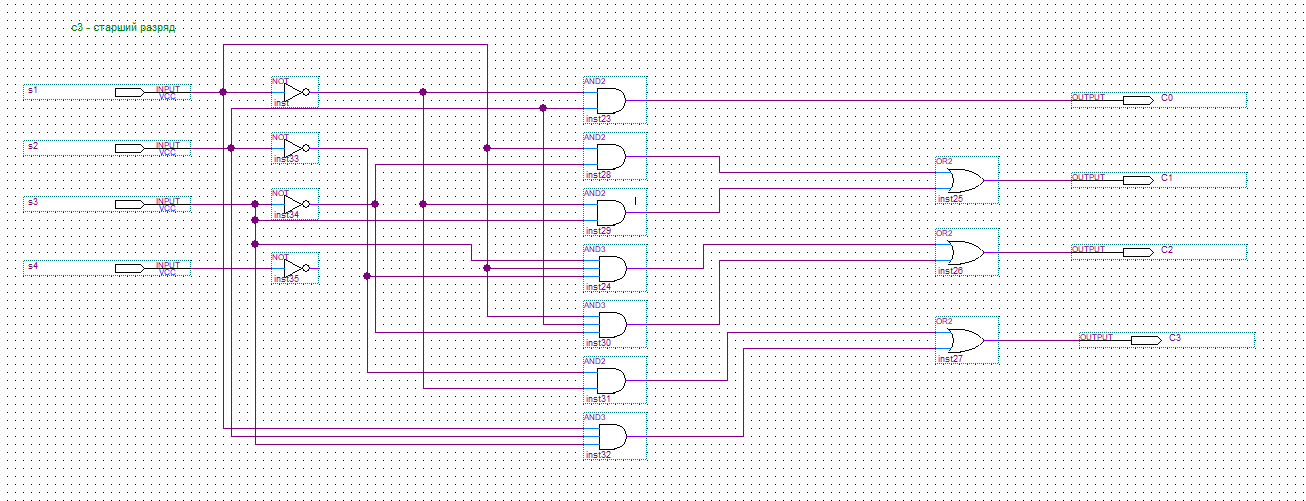 с3 - старший разряд
s1
INPUT
VCC
NOT
inst
AND2
inst23
OUTPUT
C0
s2
INPUT
VCC
NOT
inst33
AND2
inst28
OR2
inst25
OUTPUT
C1
s3
INPUT
VCC
NOT
inst34
AND2
inst29
s4
INPUT
VCC
NOT
inst35
AND3
inst24
OR2
inst26
OUTPUT
C2
AND3
inst30
OR2
inst27
OUTPUT
C3
AND2
inst31
AND3
inst32